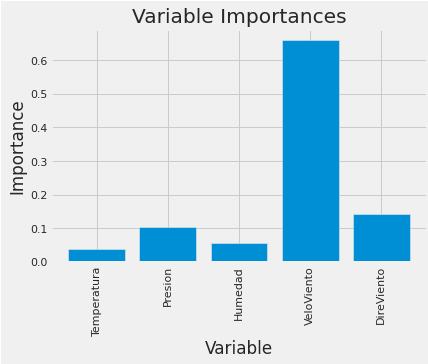 Variable Importances
Importance
0.6
0.5
0.4
0.3
0.2
0.1
0.0
Temperatura
Presion
Humedad
VeloViento
DireViento
Variable